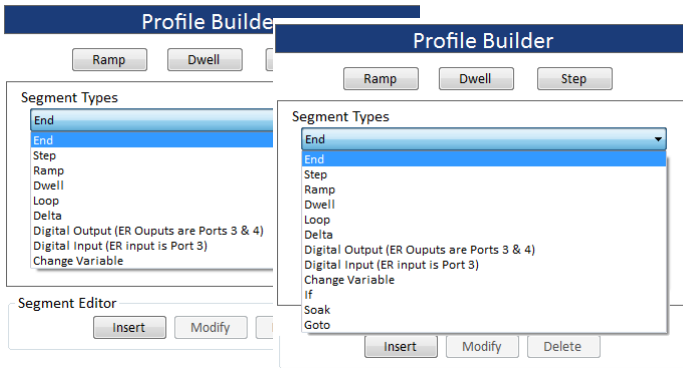 Profile Builde
Ramp Dwell
Segment Types
End
End
Step
Ramp
Dwell
Loop
Delta
Digital Output (ER Ouputs are Ports 3 & 4)
Digital Input (ER input is Port 3)
Change Variable
Segment Editor
Insert Modify
Profile Builder
Ramp Dwell Step
Segment Types
End
End
Step
Ramp
Dwell
Loop
Delta
Digital Output (ER Ouputs are Ports 3 & 4)
Digital Input (ER input is Port 3)
Change Variable
If
Soak
Goto
Insert Modify Delete